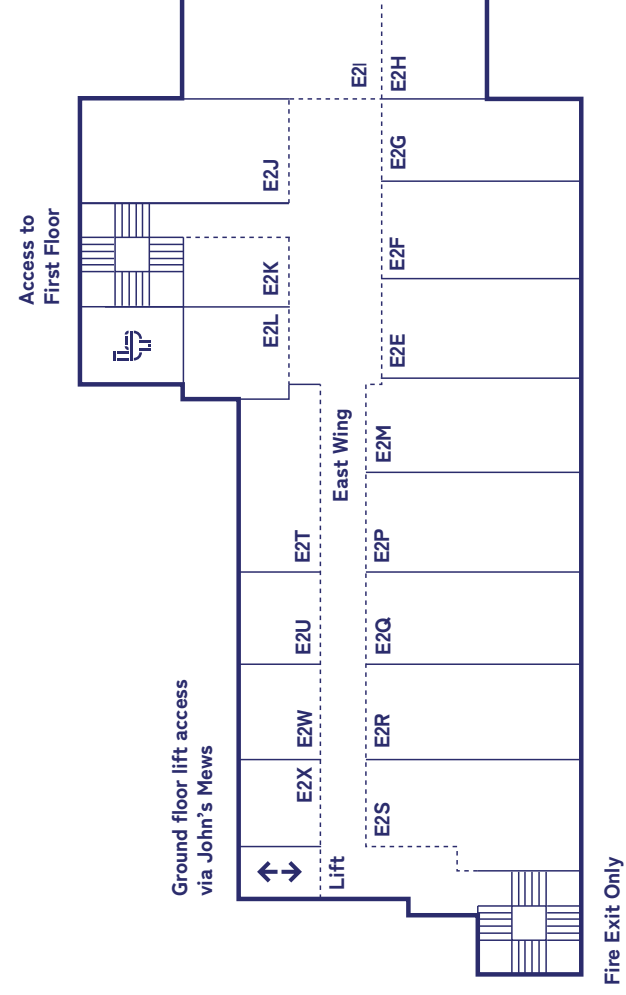 E2I
E2H
E2G
E2J
Access to
First Floor
E2F
E2K
E2L
E2E
East Wing
E2M
E2T
E2P
E2U
E2Q
Ground floor lift access
via John's Mews
E2W
E2R
E2X
E2S
Lift
Fire Exit Only